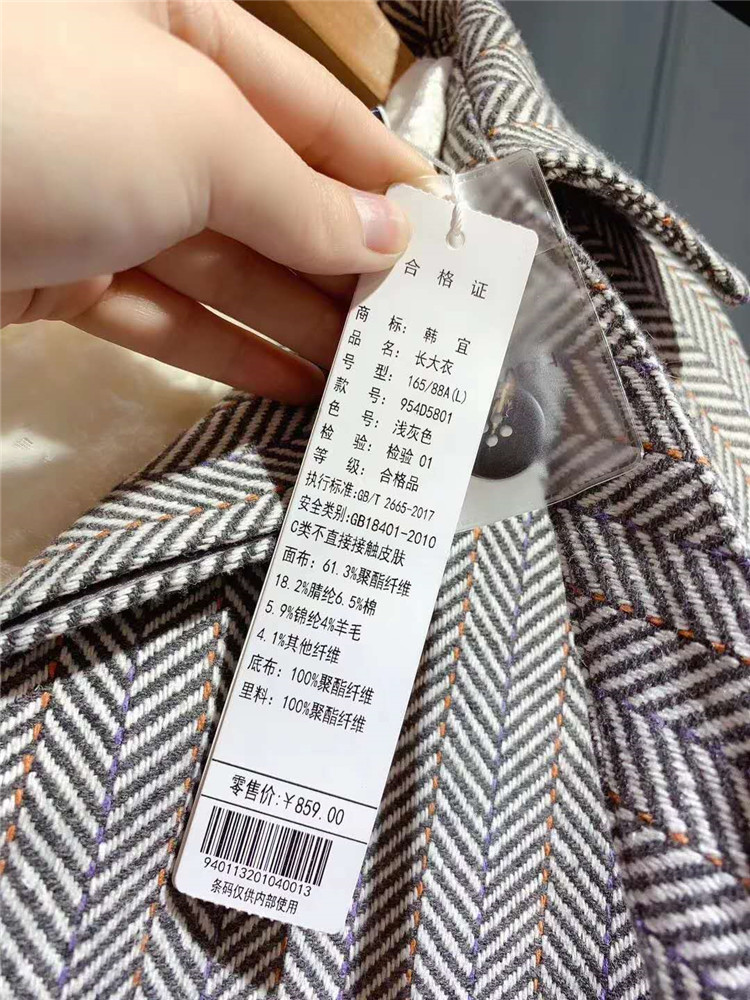 合格证
商标：韩宜
品名：长大衣
号型：165/88A(L)
款号：954D5801
色号：浅灰色
检验：检验01
等级：合格品
执行标准:GB/T 2665-2017
安全类别:GB18401-2010
C类不直接接触皮肤
面布：61.3%聚酯纤维
18.2%腈纶6.5%棉
5.9%锦纶4%羊毛
4.1%其他纤维
底布：100%聚酯纤维
里料：100%聚酯纤维
零售价:￥859.00
940113201040013
条码仅供内部使用